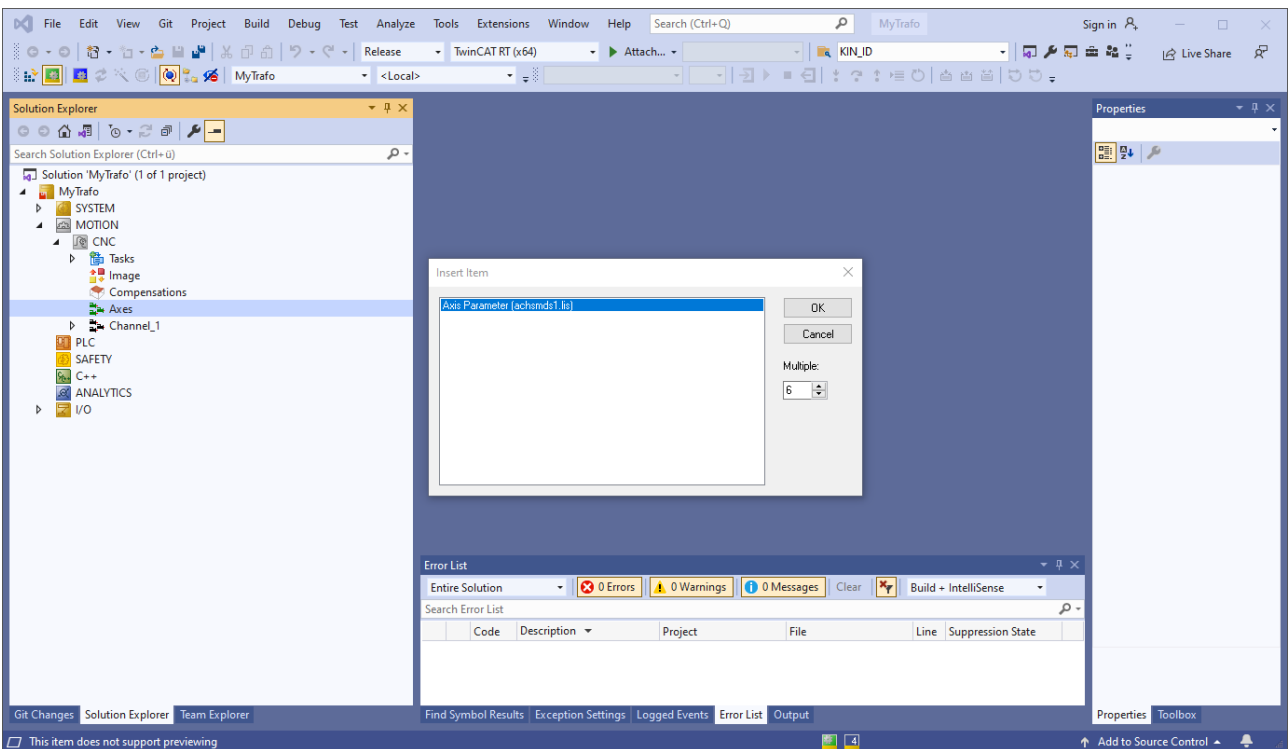 File Edit View Git Project Build Debug Test Analyze Tools Extensions Window Help Search (Ctrl+Q) MyTrafo Sign in
Release TwinCAT RT (x64) Attach... KIN_ID Live Share
MyTrafo <Local>
Solution Explorer
Search Solution Explorer (Ctrl+ü)
Solution 'MyTrafo' (1 of 1 project)
MyTrafo
SYSTEM
MOTION
CNC
Tasks
Image
Compensations
Axes
Channel_1
PLC
SAFETY
C++
ANALYTICS
I/O
Git Changes Solution Explorer Team Explorer
Insert Item
Axis Parameter (achsmds1.lis)
OK
Cancel
Multiple:
6
Error List
Entire Solution 0 Errors 0 Warnings 0 Messages Clear Build + IntelliSense
Search Error List
Code Description Project File Line Suppression State
Find Symbol Results Exception Settings Logged Events Error List Output
Properties
Properties Toolbox
This item does not support previewing 4 Add to Source Control